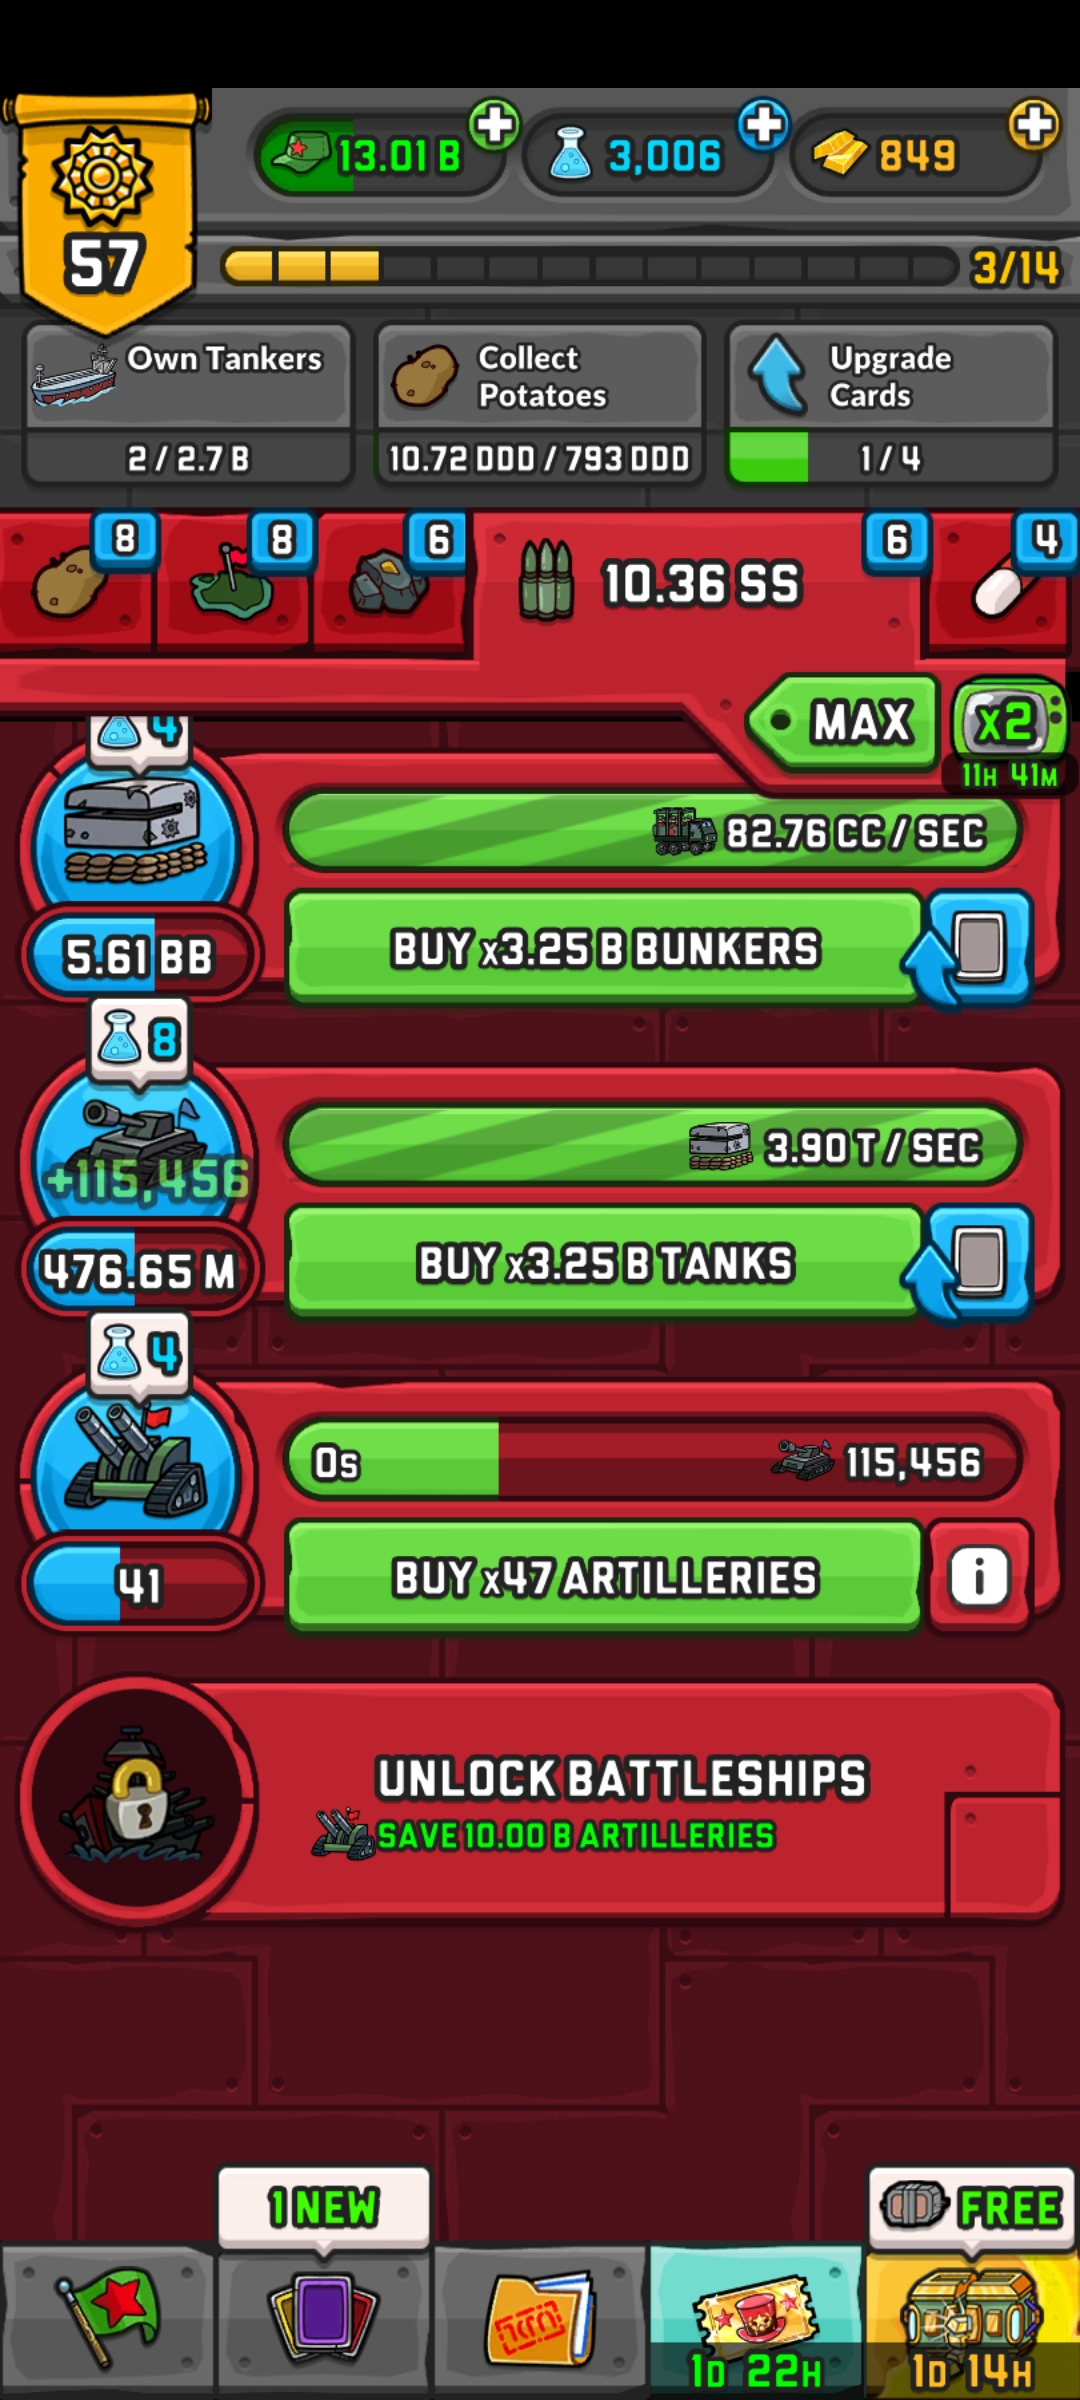 13.01 B
3,006
849
57
3/14
Own Tankers
2 / 2.7 B
Collect
Potatoes
10.72 DDD / 793 DDD
Upgrade
Cards
1 / 4
8
8
6
10.36 SS
6
4
MAX
x2
11H 41M
4
82.76 CC / SEC
5.61 BB
BUY x3.25 B BUNKERS
8
+115,456
3.90 T / SEC
476.65 M
BUY x3.25 B TANKS
4
0s
115,456
41
BUY x47 ARTILLERIES
i
UNLOCK BATTLESHIPS
SAVE 10.00 B ARTILLERIES
1 NEW
FREE
1D 22H
1D 14H